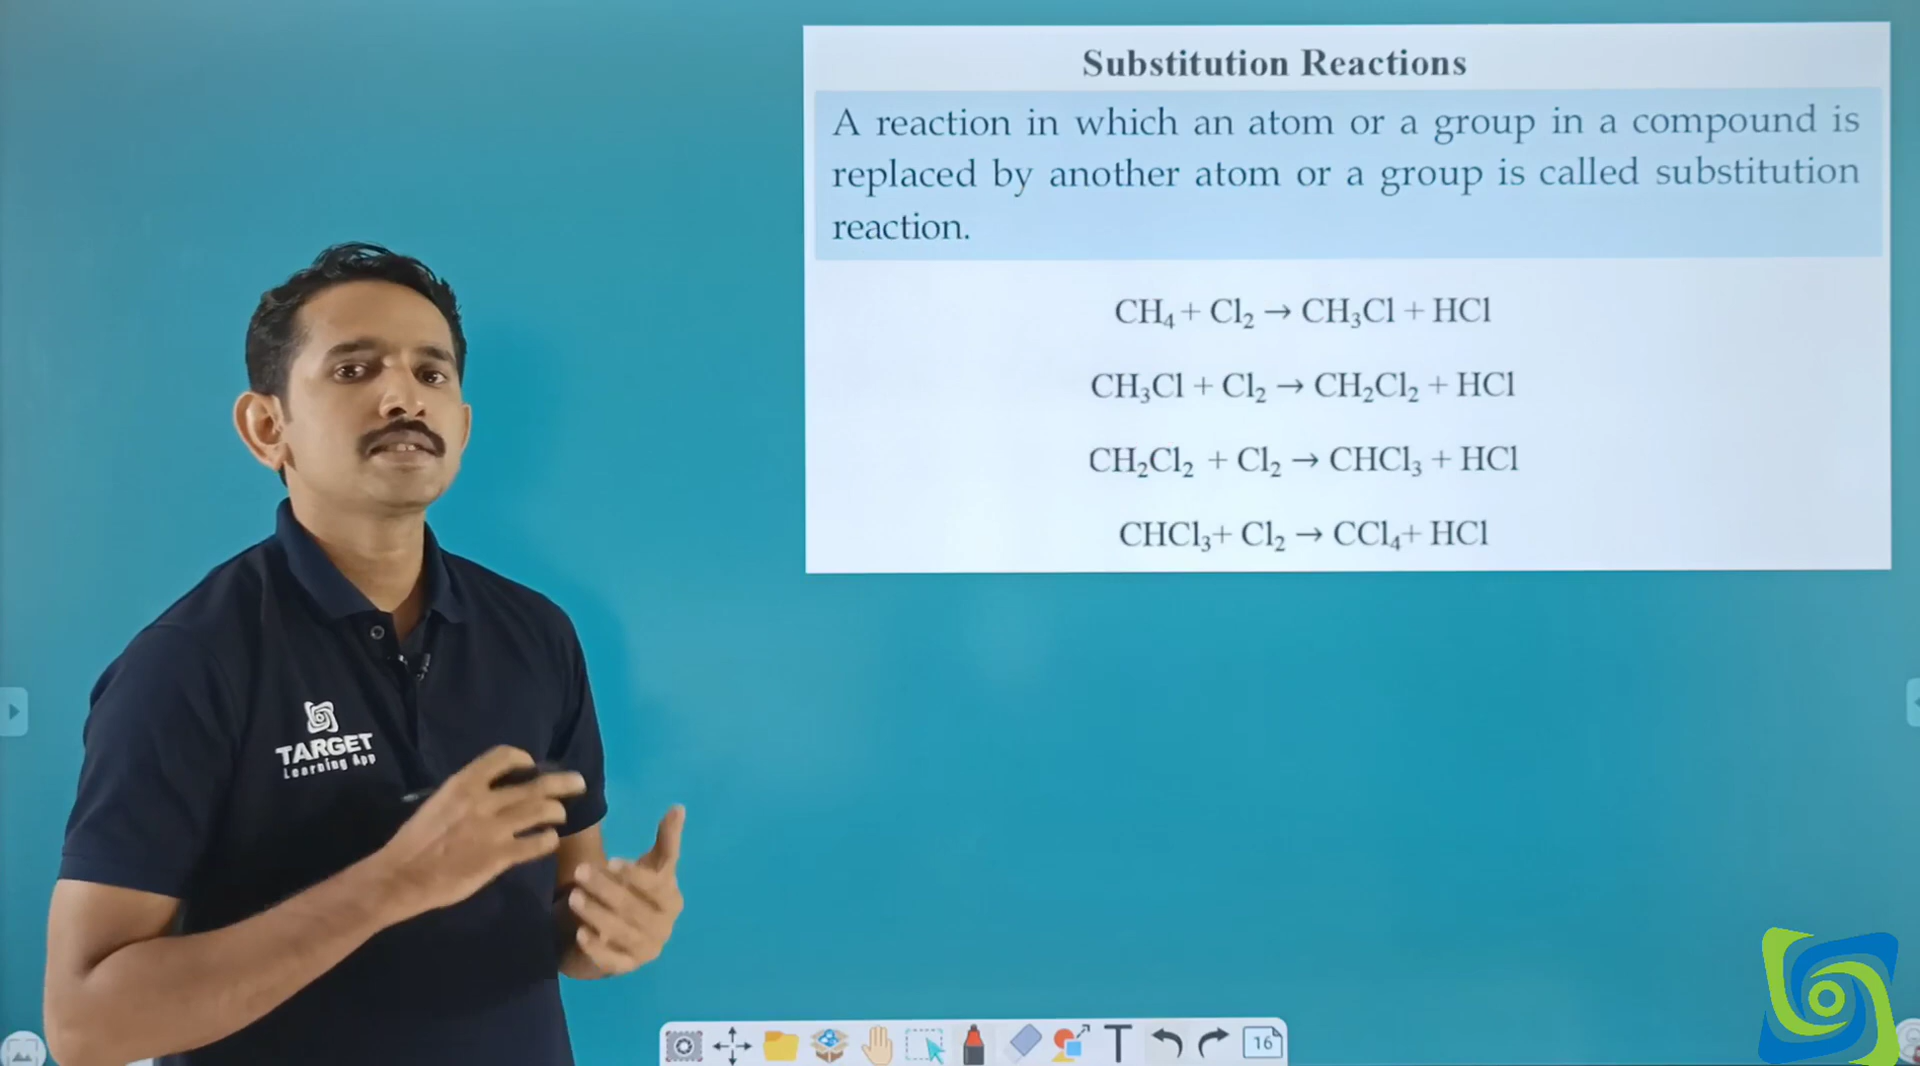 Substitution Reactions
A reaction in which an atom or a group in a compound is
replaced by another atom or a group is called substitution
reaction.
CH₄ + Cl₂ → CH₃Cl + HCl
CH₃Cl + Cl₂ → CH₂Cl₂ + HCl
CH₂Cl₂ + Cl₂ → CHCl₃ + HCl
CHCl₃+ Cl₂ → CCl₄+ HCl
TARGET
Learning App
T
16